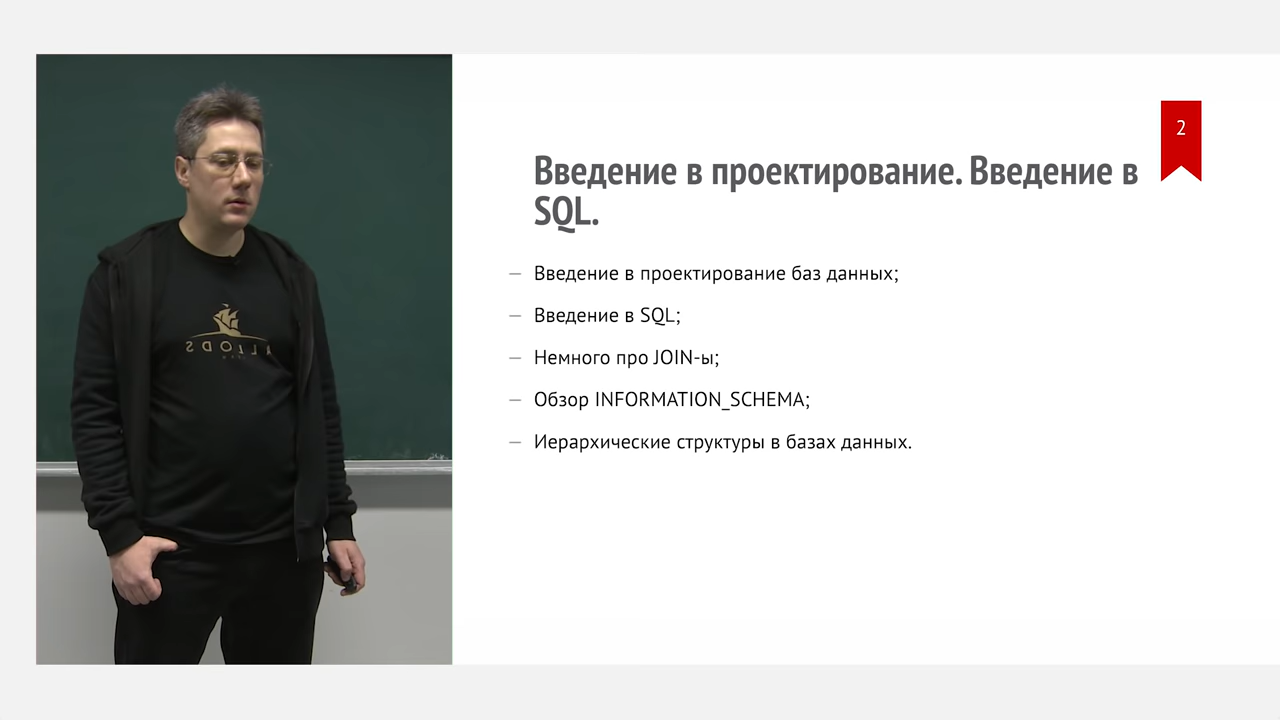 2
Введение в проектирование. Введение в
SQL.
— Введение в проектирование баз данных;
— Введение в SQL;
— Немного про JOIN-ы;
— Обзор INFORMATION_SCHEMA;
— Иерархические структуры в базах данных.